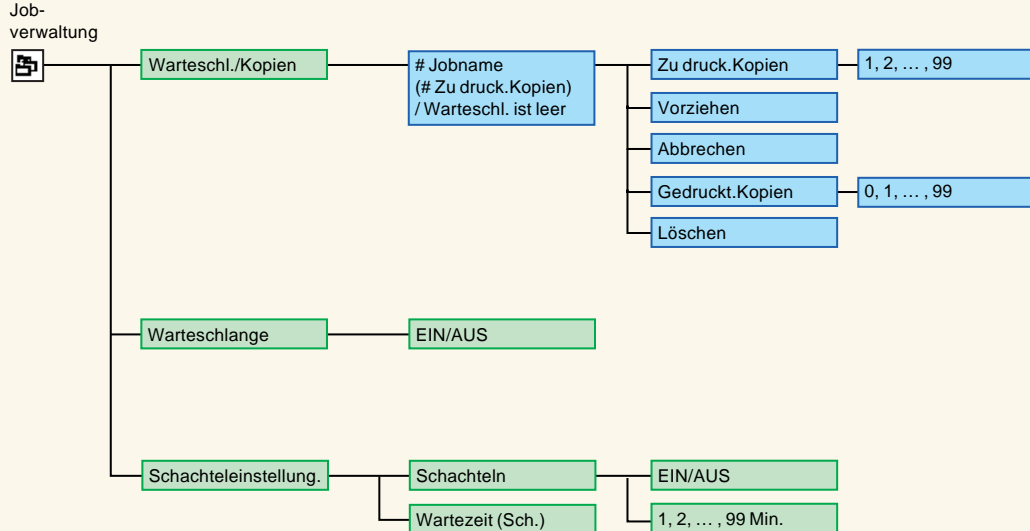 Job-
verwaltung
Warteschl./Kopien
# Jobname
(# Zu druck.Kopien)
/ Warteschl. ist leer
Zu druck.Kopien
1, 2, … , 99
Vorziehen
Abbrechen
Gedruckt.Kopien
0, 1, … , 99
Löschen
Warteschlange
EIN/AUS
Schachteleinstellung.
Schachteln
EIN/AUS
Wartezeit (Sch.)
1, 2, … , 99 Min.